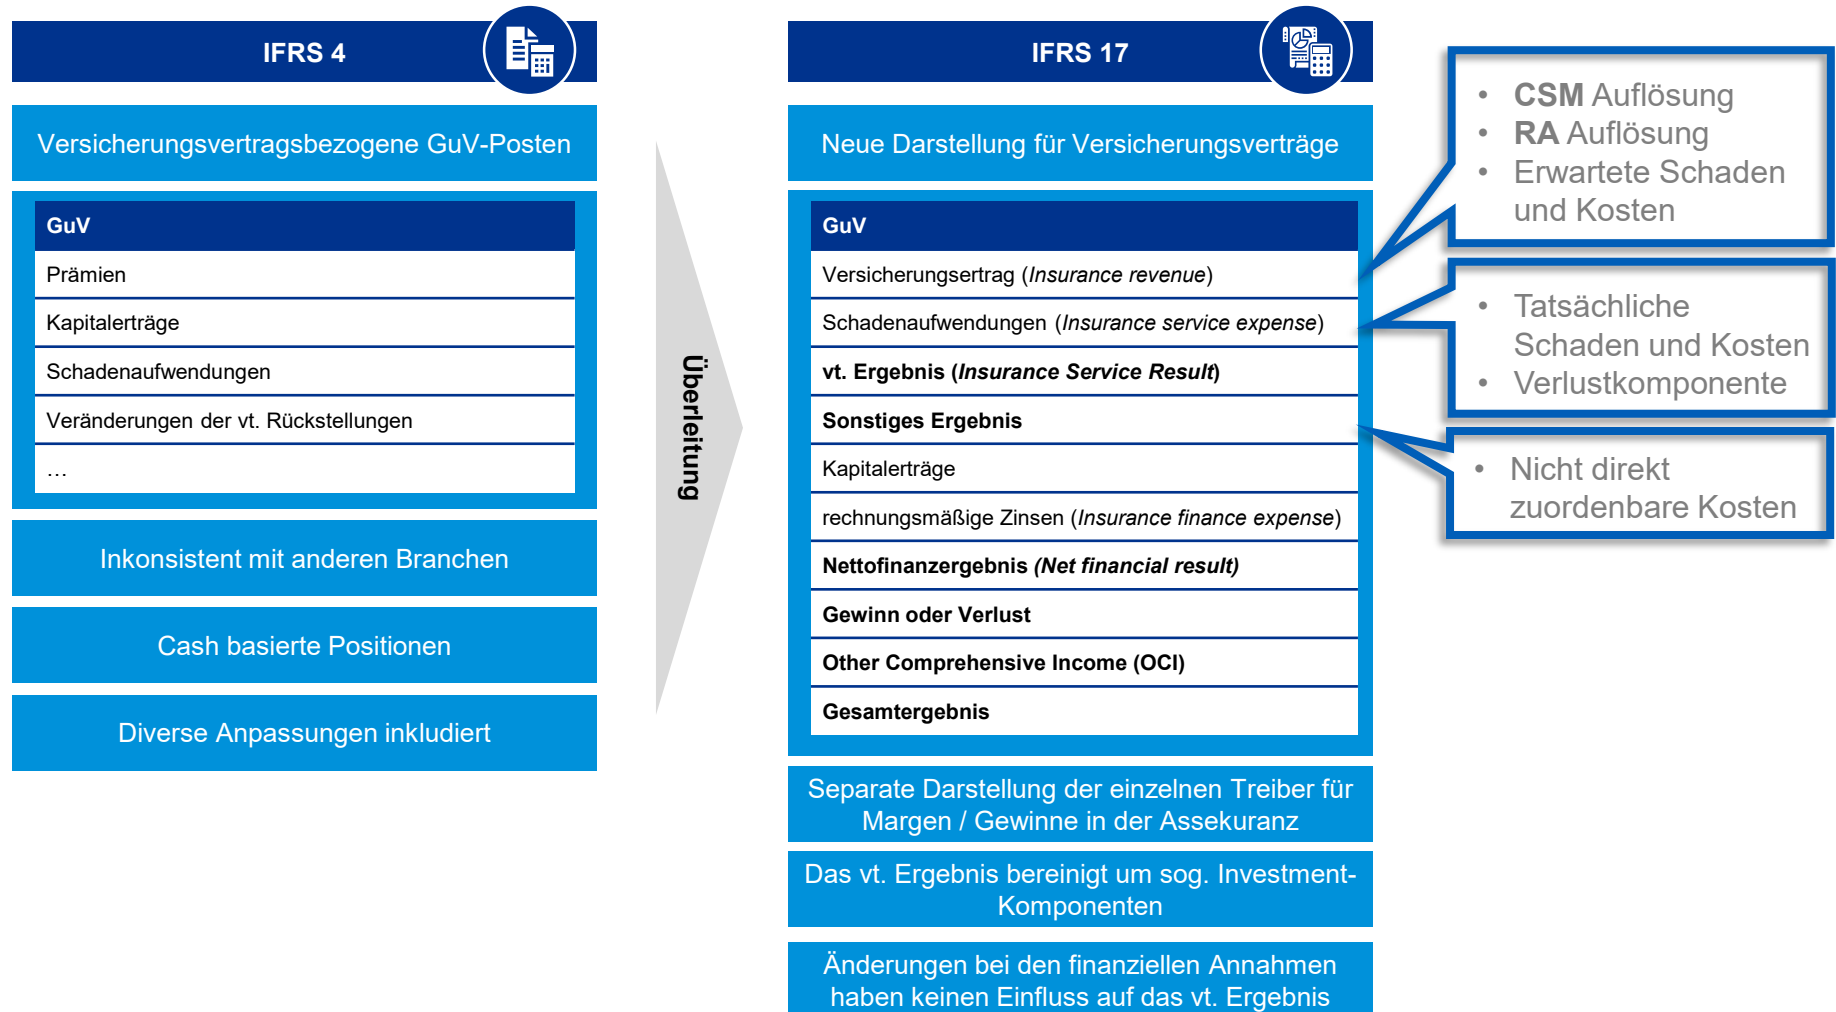 IFRS 4
Versicherungsvertragsbezogene GuV-Posten
GuV
Prämien
Kapitalerträge
Schadenaufwendungen
Veränderungen der vt. Rückstellungen
…
Inkonsistent mit anderen Branchen
Cash basierte Positionen
Diverse Anpassungen inkludiert
Überleitung
IFRS 17
Neue Darstellung für Versicherungsverträge
GuV
Versicherungsertrag (Insurance revenue)
Schadenaufwendungen (Insurance service expense)
vt. Ergebnis (Insurance Service Result)
Sonstiges Ergebnis
Kapitalerträge
rechnungsmäßige Zinsen (Insurance finance expense)
Nettofinanzergebnis (Net financial result)
Gewinn oder Verlust
Other Comprehensive Income (OCI)
Gesamtergebnis
Separate Darstellung der einzelnen Treiber für
Margen / Gewinne in der Assekuranz
Das vt. Ergebnis bereinigt um sog. Investment-
Komponenten
Änderungen bei den finanziellen Annahmen
haben keinen Einfluss auf das vt. Ergebnis
• CSM Auflösung
• RA Auflösung
• Erwartete Schaden
und Kosten
• Tatsächliche
Schaden und Kosten
• Verlustkomponente
• Nicht direkt
zuordenbare Kosten